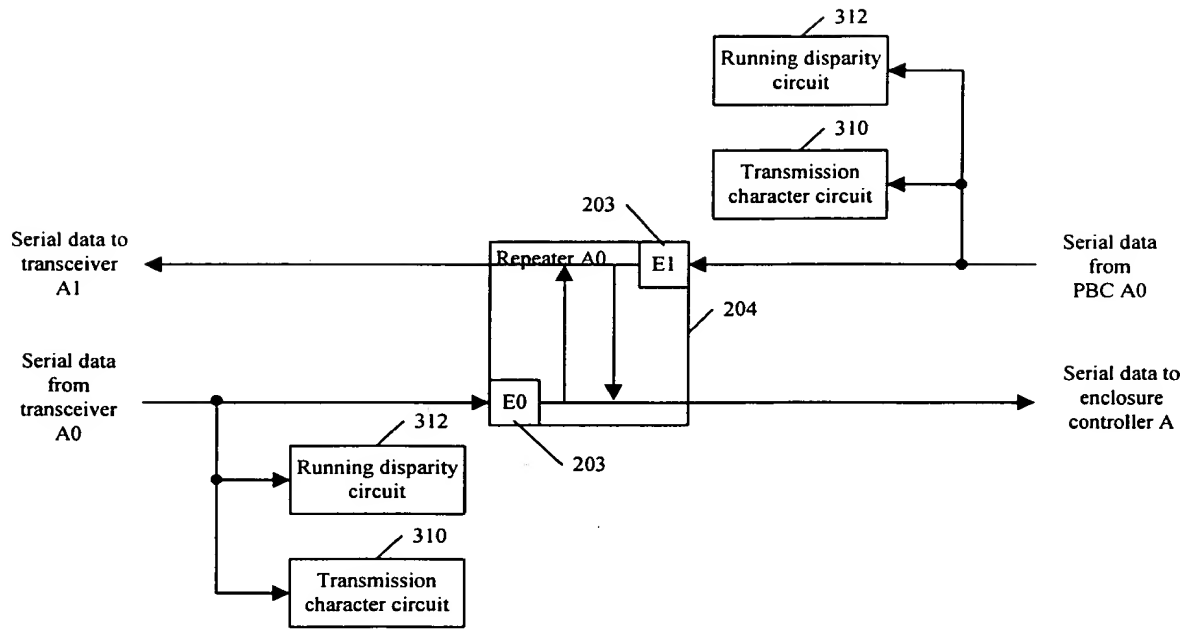 312
Running disparity
circuit
310
Transmission
character circuit
203
Serial data to
transceiver
A1
Repeater A0
E1
Serial data
from
PBC A0
204
Serial data
from
transceiver
A0
E0
Serial data to
enclosure
controller A
312
Running disparity
circuit
203
310
Transmission
character circuit